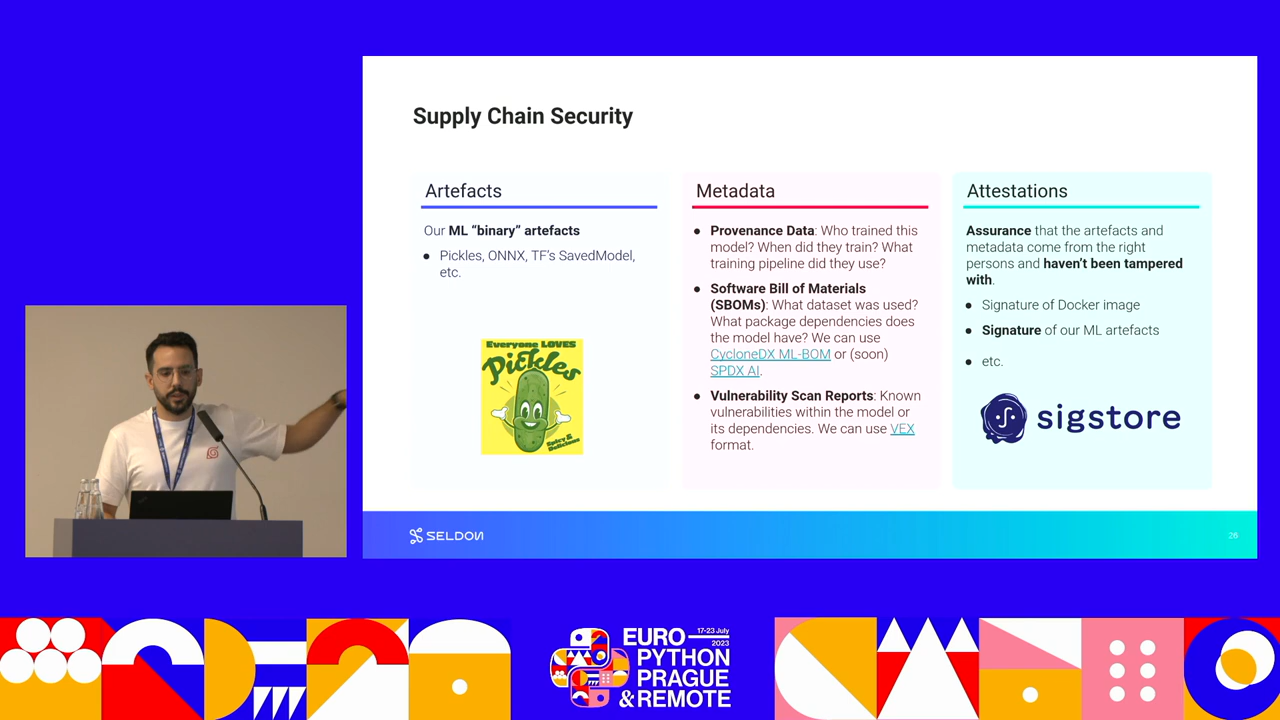 Supply Chain Security
Artefacts
Our ML “binary” artefacts
● Pickles, ONNX, TF’s SavedModel,
etc.
Everyone LOVES
Pickles
Spicy &
Delicious
Metadata
● Provenance Data: Who trained this
model? When did they train? What
training pipeline did they use?
● Software Bill of Materials
(SBOMs): What dataset was used?
What package dependencies does
the model have? We can use
CycloneDX ML-BOM or (soon)
SPDX AI.
● Vulnerability Scan Reports: Known
vulnerabilities within the model or
its dependencies. We can use VEX
format.
Attestations
Assurance that the artefacts and
metadata come from the right
persons and haven’t been tampered
with.
● Signature of Docker image
● Signature of our ML artefacts
● etc.
sigstore
SELDON
26
EURO
17-23 July
2023
PYTHON
PRAGUE
& REMOTE